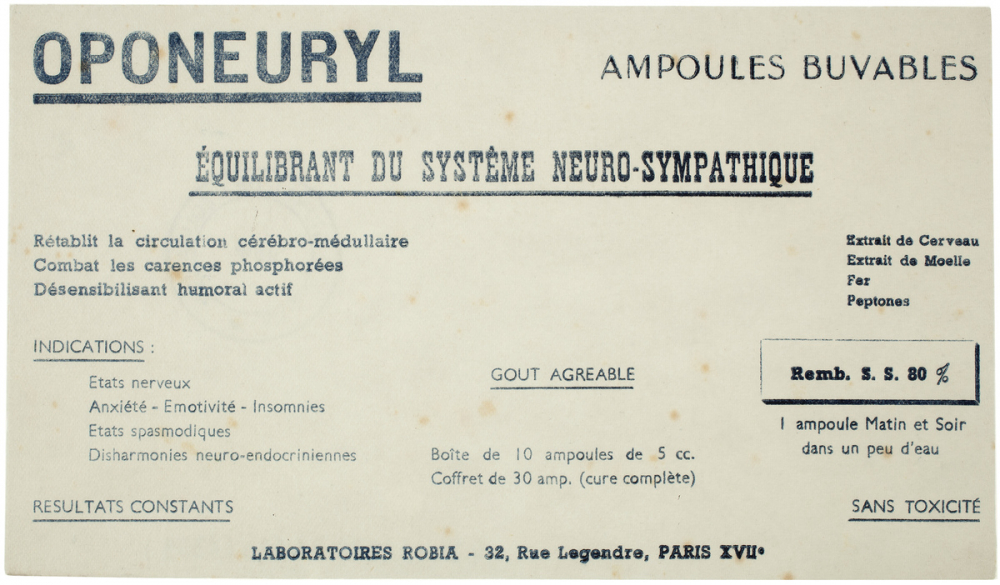 OPONEURYL
AMPOULES BUVABLES
ÉQUILIBRANT DU SYSTÊME NEURO-SYMPATHIQUE
Rétablit la circulation cérébro-médullaire
Combat les carences phosphorées
Désensibilisant humoral actif
Extrait de Cerveau
Extrait de Moelle
Fer
Peptones
INDICATIONS :
Etats nerveux
Anxiété - Emotivité - Insomnies
Etats spasmodiques
Disharmonies neuro-endocriniennes
GOUT AGREABLE
Boîte de 10 ampoules de 5 cc.
Coffret de 30 amp. (cure complète)
Remb. S. S. 80 %
1 ampoule Matin et Soir
dans un peu d'eau
RESULTATS CONSTANTS
SANS TOXICITÉ
LABORATOIRES ROBIA - 32, Rue Legendre, PARIS XVIIe